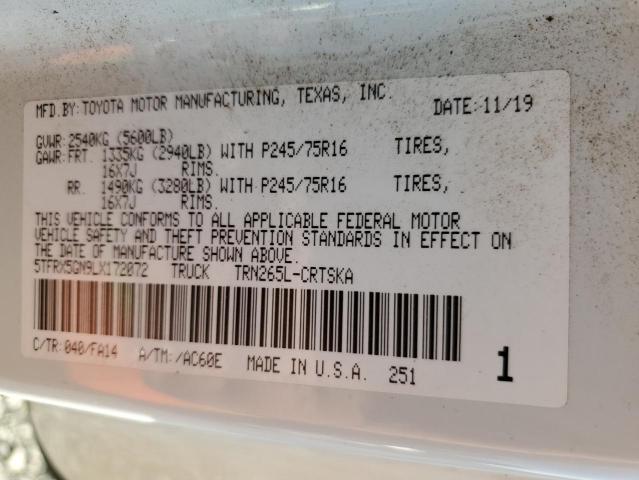 MFD.BY:TOYOTA MOTOR MANUFACTURING, TEXAS, INC. DATE:11/19
GVWR:2540KG (5600LB)
GAWR:FRT. 1335KG (2940LB) WITH P245/75R16 TIRES,
16X7J RIMS.
RR. 1490KG (3280LB) WITH P245/75R16 TIRES,
16X7J RIMS.
THIS VEHICLE CONFORMS TO ALL APPLICABLE FEDERAL MOTOR
VEHICLE SAFETY AND THEFT PREVENTION STANDARDS IN EFFECT ON
THE DATE OF MANUFACTURE SHOWN ABOVE.
5TFRX5GN9LX172072 TRUCK TRN265L-CRTSKA
C/TR:040/FA14 A/TM:/AC60E MADE IN U.S.A. 251 1